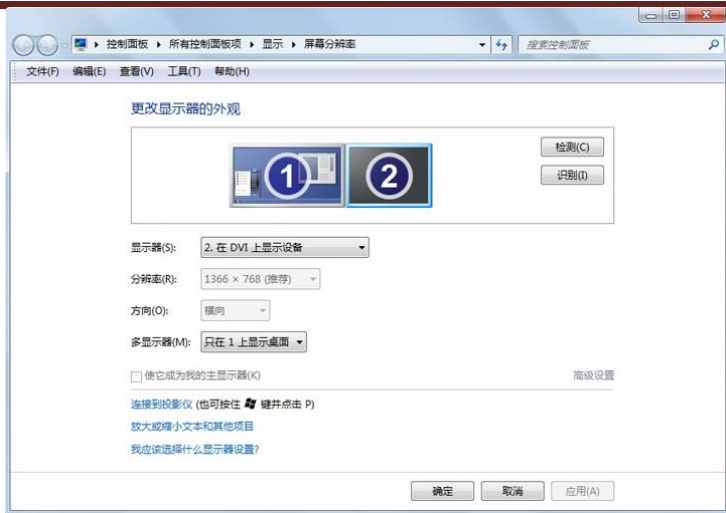 控制面板 ▸ 所有控制面板项 ▸ 显示 ▸ 屏幕分辨率
搜索控制面板
文件(F) 编辑(E) 查看(V) 工具(T) 帮助(H)
更改显示器的外观
1 2
检测(C)
识别(I)
显示器(S): 2. 在 DVI 上显示设备
分辨率(R): 1366 × 768 (推荐)
方向(O): 横向
多显示器(M): 只在 1 上显示桌面
使它成为我的主显示器(K) 高级设置
连接到投影仪 (也可按住 键并点击 P)
放大或缩小文本和其他项目
我应该选择什么显示器设置?
确定 取消 应用(A)